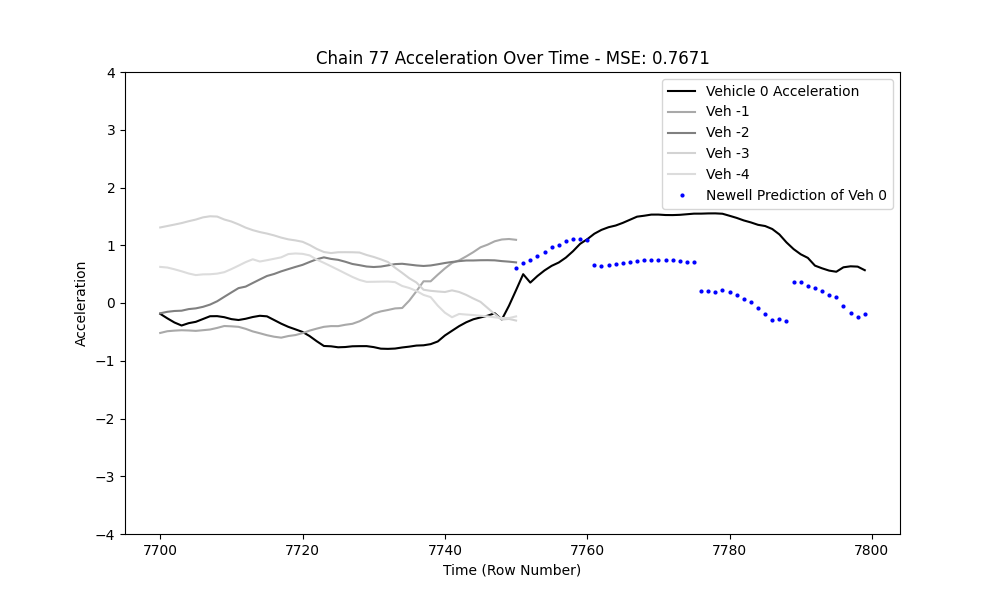 Chain 77 Acceleration Over Time - MSE: 0.7671
Acceleration
4
3
2
1
0
−1
−2
−3
−4
Vehicle 0 Acceleration
Veh -1
Veh -2
Veh -3
Veh -4
Newell Prediction of Veh 0
7700 7720 7740 7760 7780 7800
Time (Row Number)